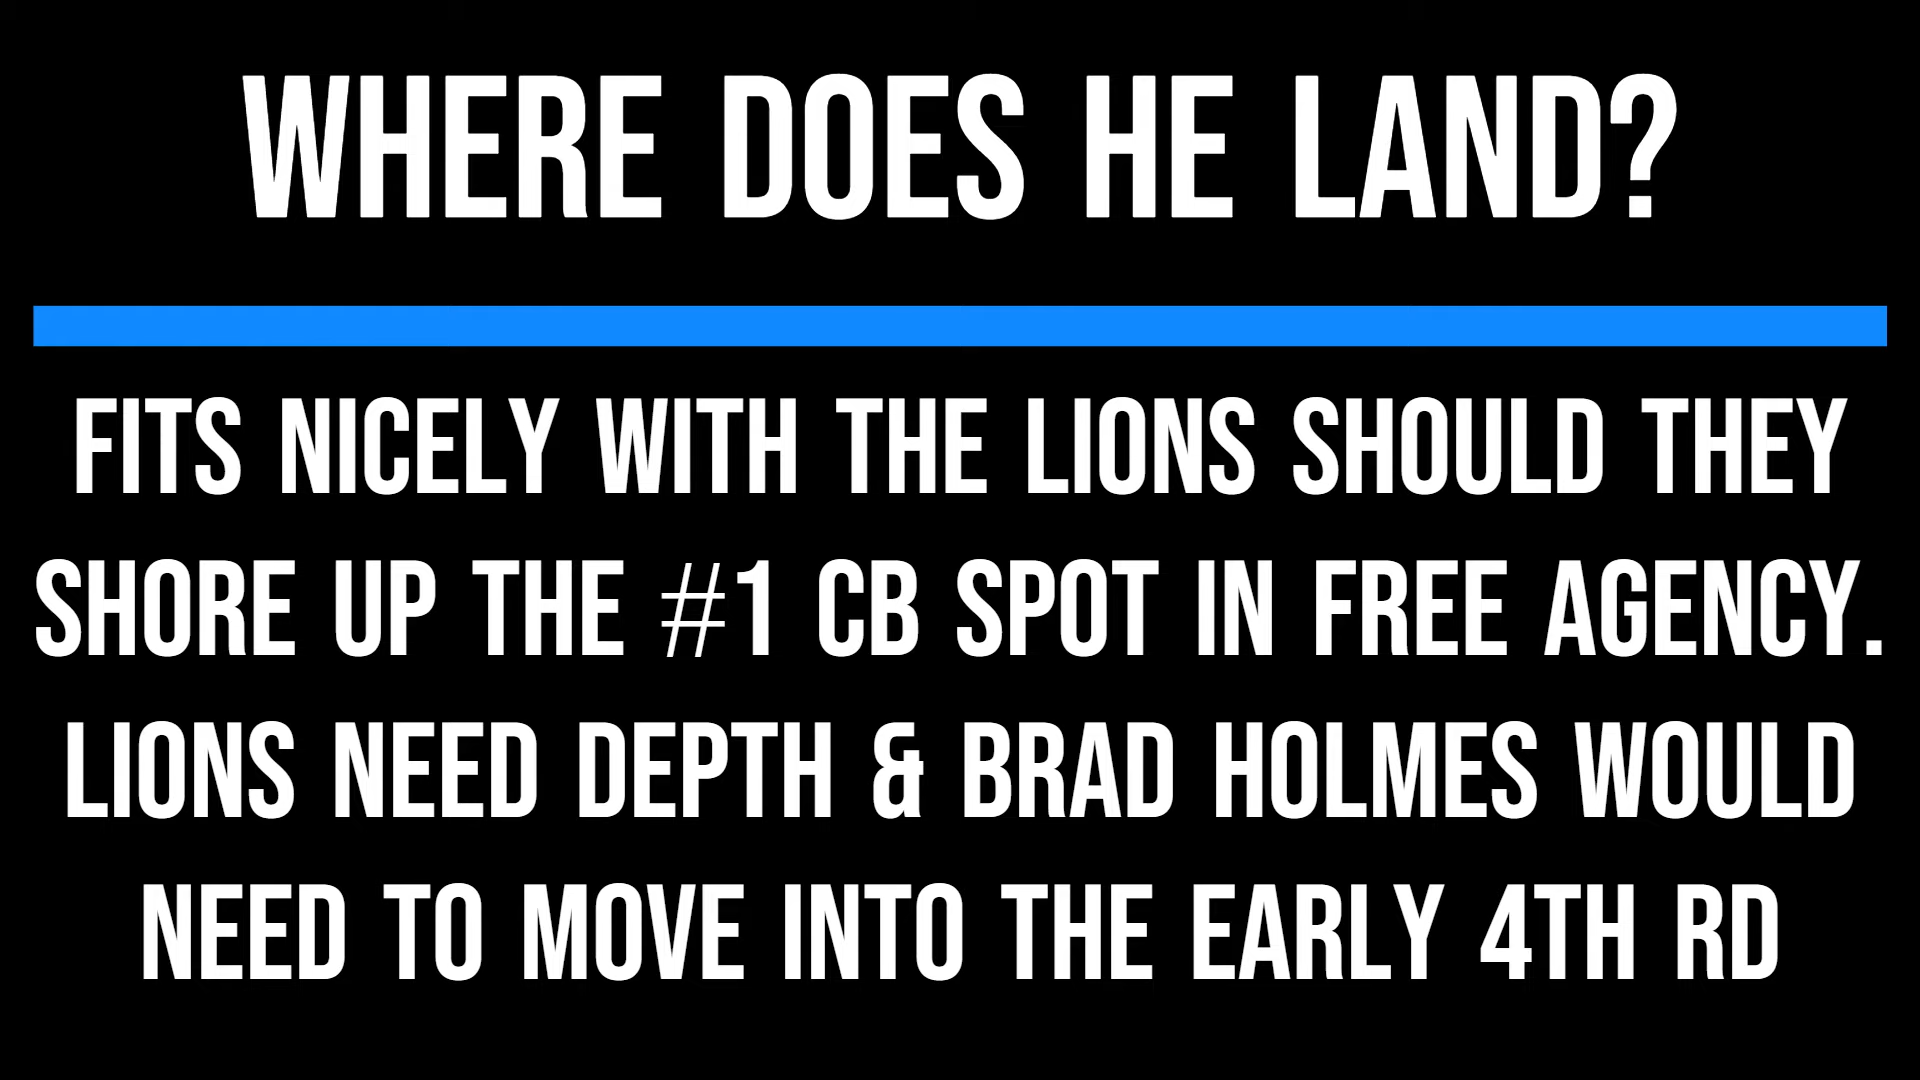 WHERE DOES HE LAND?
FITS NICELY WITH THE LIONS SHOULD THEY
SHORE UP THE #1 CB SPOT IN FREE AGENCY.
LIONS NEED DEPTH & BRAD HOLMES WOULD
NEED TO MOVE INTO THE EARLY 4TH RD